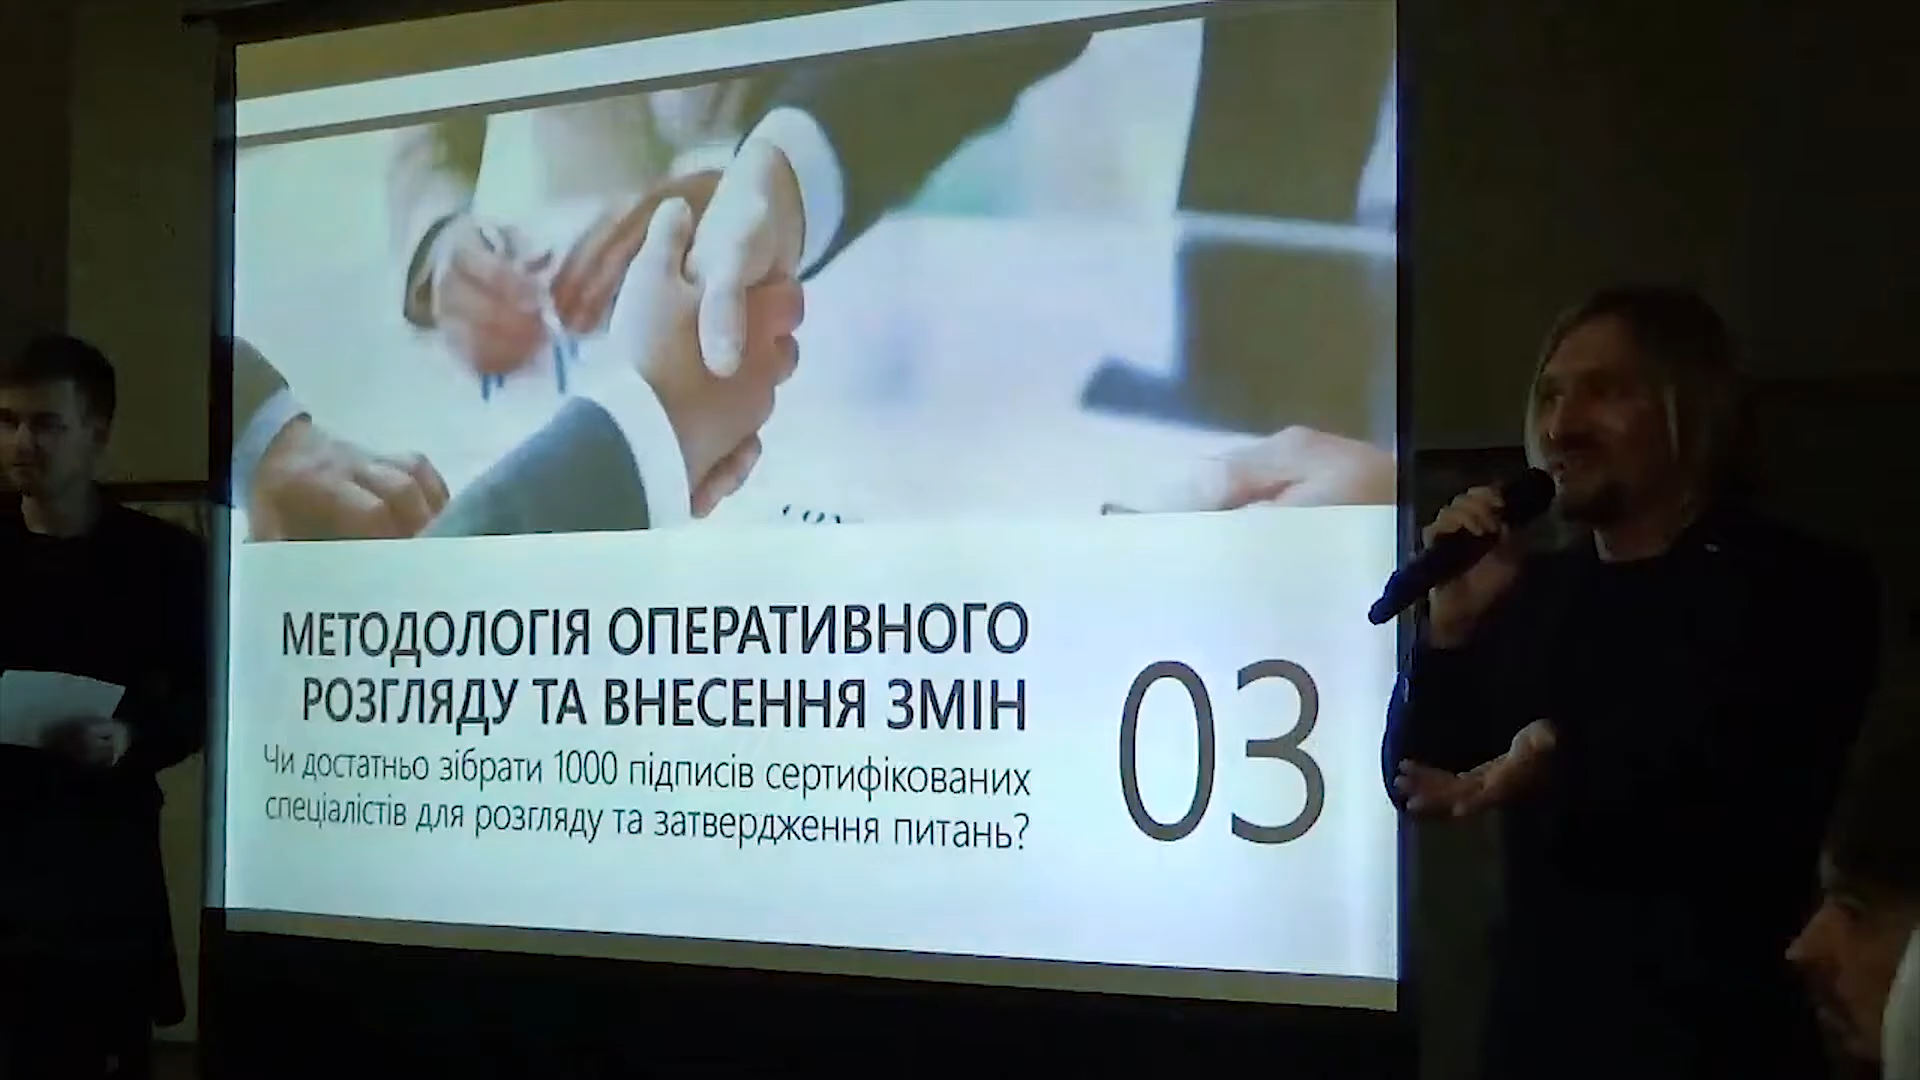 МЕТОДОЛОГІЯ ОПЕРАТИВНОГО
РОЗГЛЯДУ ТА ВНЕСЕННЯ ЗМІН
Чи достатньо зібрати 1000 підписів сертифікованих
спеціалістів для розгляду та затвердження питань?
03